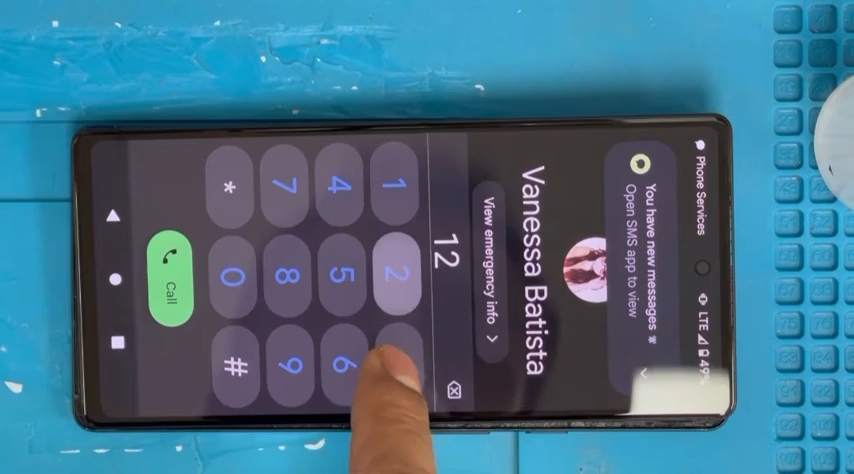 Phone Services LTE 49%
You have new messages
Open SMS app to view
Vanessa Batista
View emergency info
12
1 2
4 5 6
7 8 9
* 0 #
Call